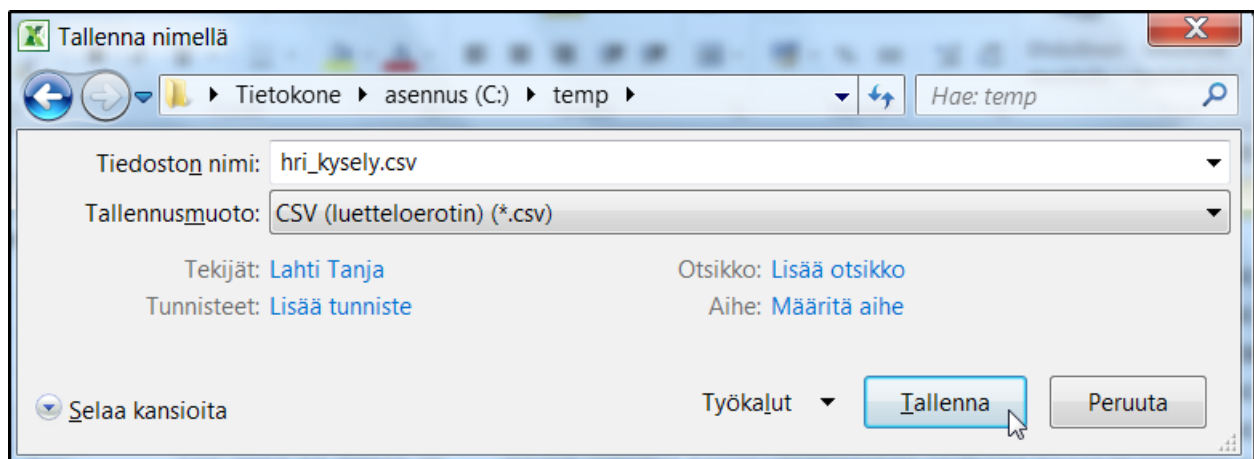 Tallenna nimellä
Tietokone asennus (C:) temp Hae: temp
Tiedoston nimi: hri_kysely.csv
Tallennusmuoto: CSV (luetteloerotin) (*.csv)
Tekijät: Lahti Tanja Otsikko: Lisää otsikko
Tunnisteet: Lisää tunniste Aihe: Määritä aihe
Selaa kansioita Työkalut Tallenna Peruuta